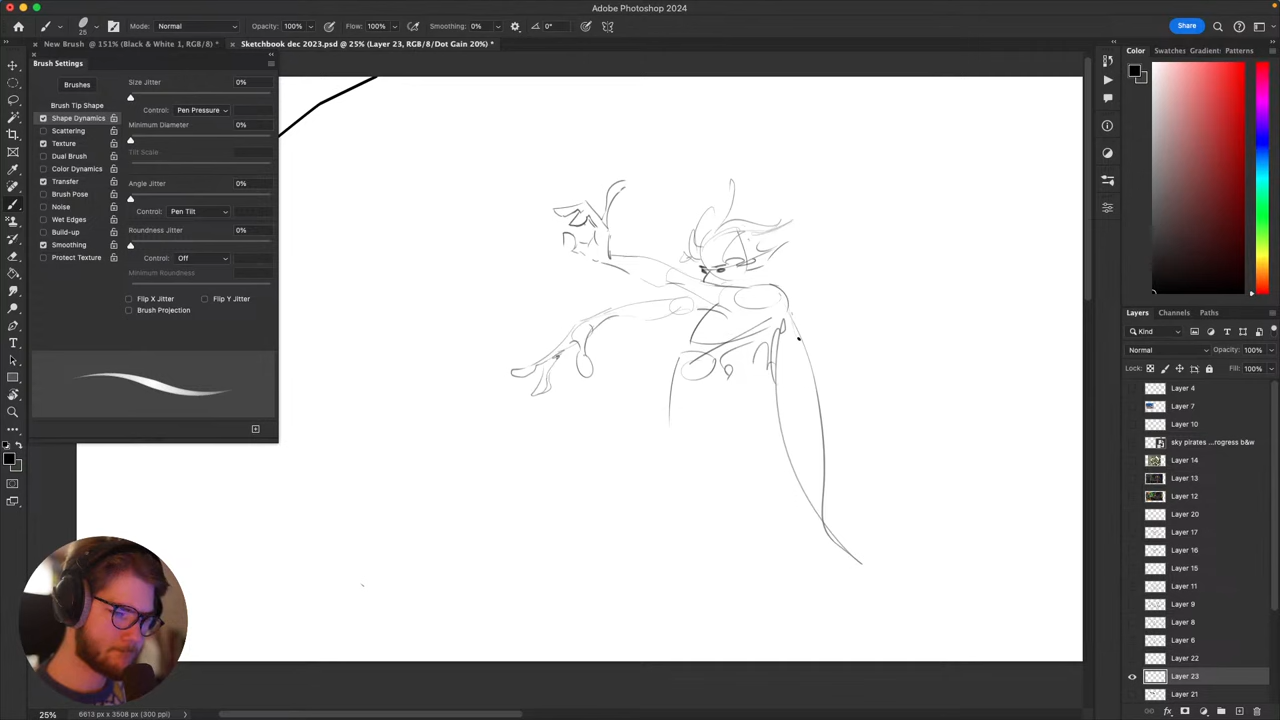 Adobe Photoshop 2024
25
Mode: Normal
Opacity: 100%
Flow: 100%
Smoothing: 0%
0°
Share
New Brush @ 151% (Black & White 1, RGB/8) *
Sketchbook dec 2023.psd @ 25% (Layer 23, RGB/8/Dot Gain 20%) *
Brush Settings
Brushes
Brush Tip Shape
Shape Dynamics
Scattering
Texture
Dual Brush
Color Dynamics
Transfer
Brush Pose
Noise
Wet Edges
Build-up
Smoothing
Protect Texture
Size Jitter 0%
Control: Pen Pressure
Minimum Diameter 0%
Tilt Scale
Angle Jitter 0%
Control: Pen Tilt
Roundness Jitter 0%
Control: Off
Minimum Roundness
Flip X Jitter
Flip Y Jitter
Brush Projection
Color Swatches Gradient Patterns
Layers Channels Paths
Kind
Normal Opacity: 100%
Lock: Fill: 100%
Layer 4
Layer 7
Layer 10
sky pirates ...rogress b&w
Layer 14
Layer 13
Layer 12
Layer 20
Layer 17
Layer 16
Layer 15
Layer 11
Layer 9
Layer 8
Layer 6
Layer 22
Layer 23
Layer 21
25% 6613 px x 3508 px (300 ppi)